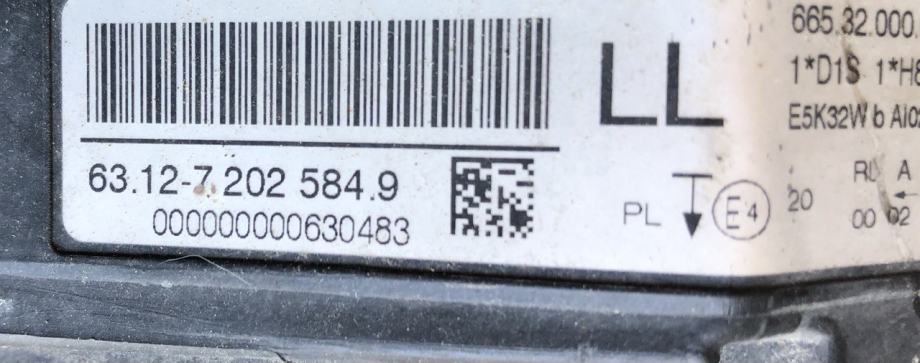 LL
63.12-7 202 584.9
000000000630483
665.32.000.
1*D1S 1*H
E5K32W b
PL E4 20
RL A
00 02